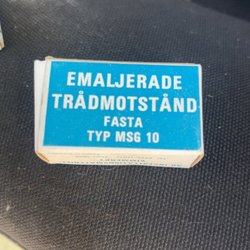 EMALJERADE
TRÅDMOTSTÅND
FASTA
TYP MSG 10